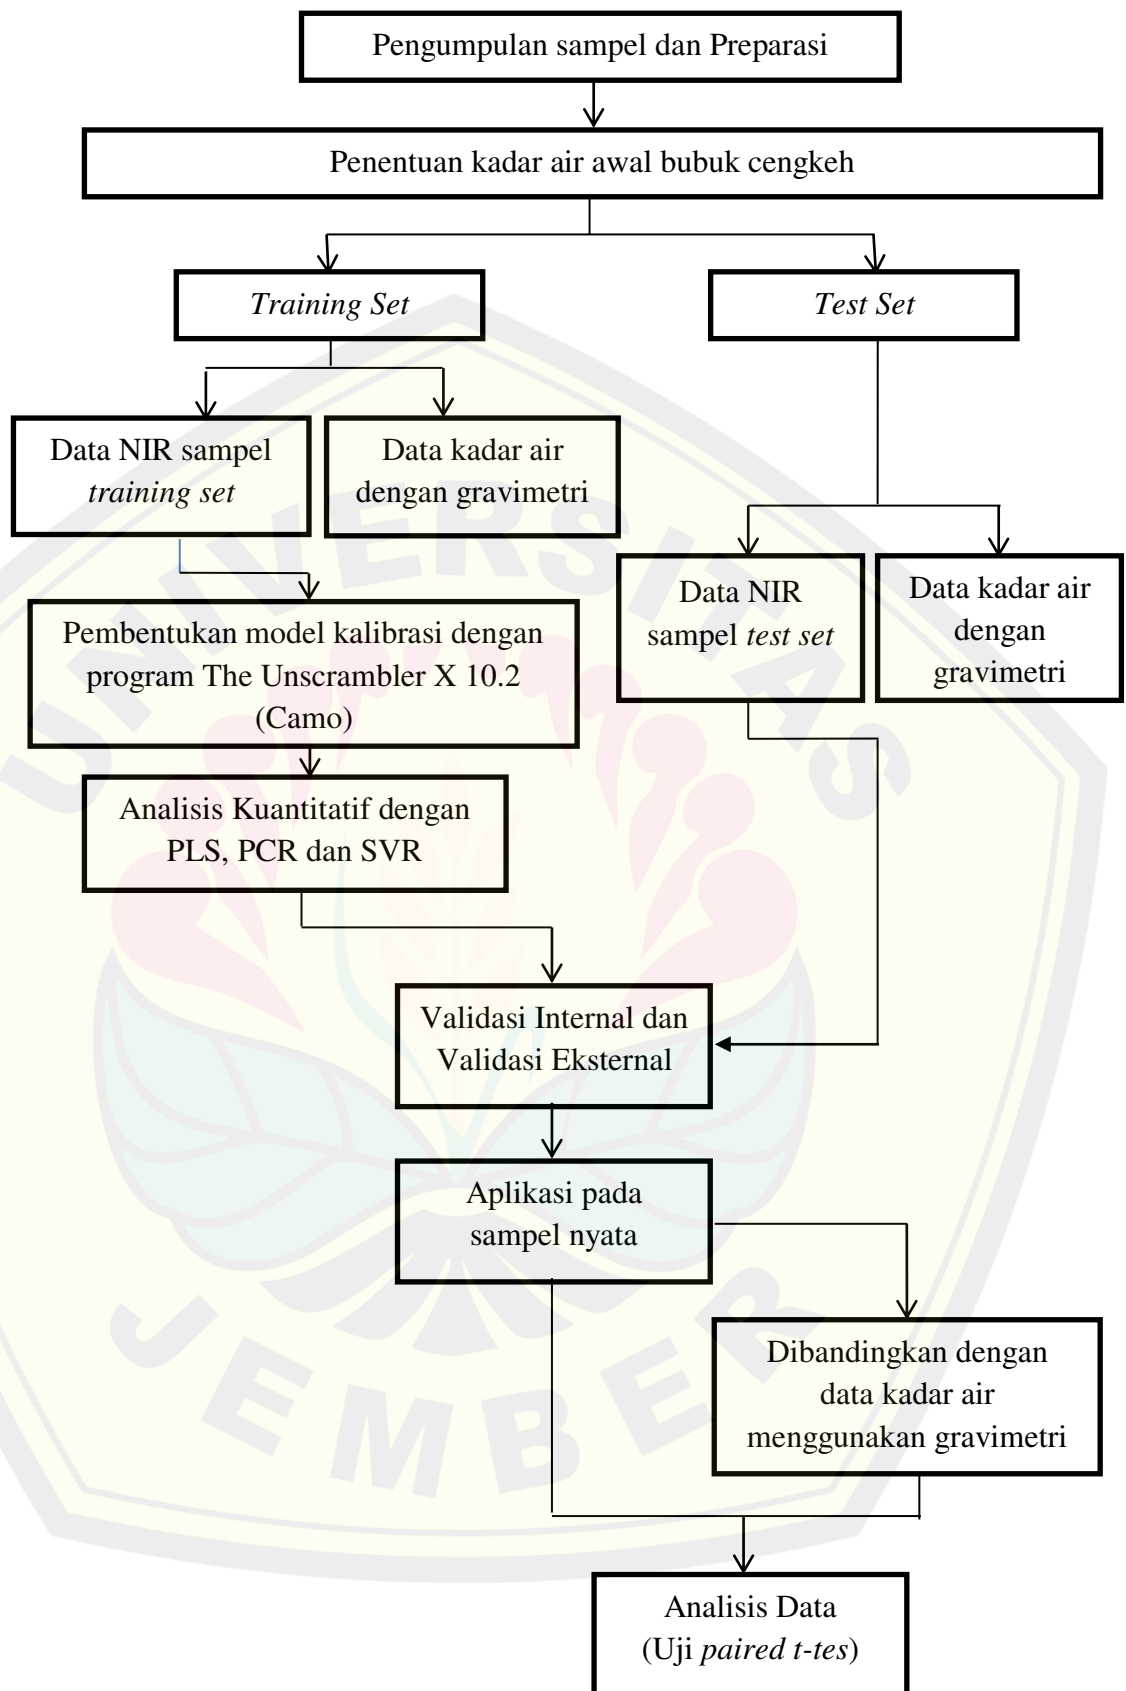 Pengumpulan sampel dan Preparasi
Penentuan kadar air awal bubuk cengkeh
Training Set
Test Set
Data NIR sampel
training set
Data kadar air
dengan gravimetri
Data NIR
sampel test set
Data kadar air
dengan
gravimetri
Pembentukan model kalibrasi dengan
program The Unscrambler X 10.2
(Camo)
Analisis Kuantitatif dengan
PLS, PCR dan SVR
Validasi Internal dan
Validasi Eksternal
Aplikasi pada
sampel nyata
Dibandingkan dengan
data kadar air
menggunakan gravimetri
Analisis Data
(Uji paired t-tes)
UNIVERSITAS
JEMBER